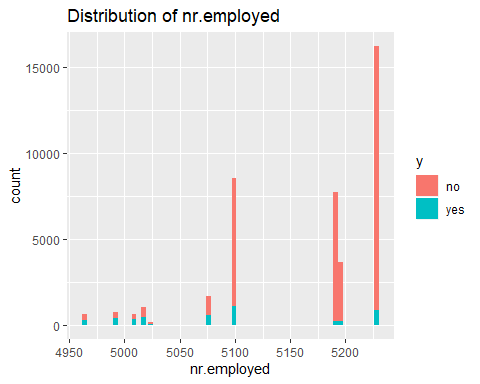 Distribution of nr.employed
15000
10000
5000
0
count
4950 5000 5050 5100 5150 5200
nr.employed
y
no
yes